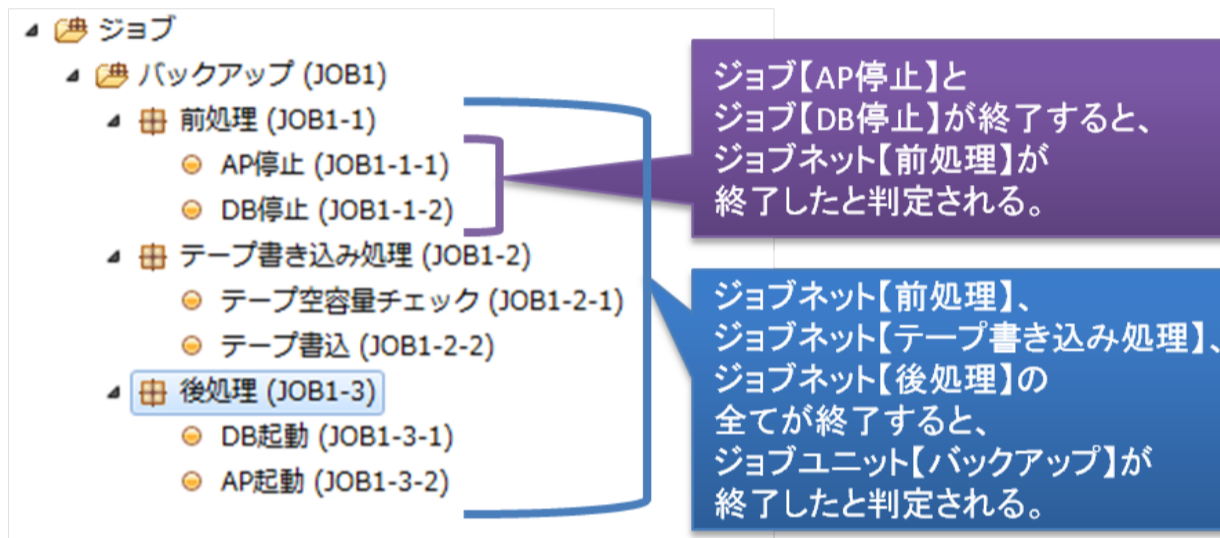 ジョブ
バックアップ (JOB1)
前処理 (JOB1-1)
AP停止 (JOB1-1-1)
DB停止 (JOB1-1-2)
テープ書き込み処理 (JOB1-2)
テープ空容量チェック (JOB1-2-1)
テープ書込 (JOB1-2-2)
後処理 (JOB1-3)
DB起動 (JOB1-3-1)
AP起動 (JOB1-3-2)
ジョブ【AP停止】と
ジョブ【DB停止】が終了すると、
ジョブネット【前処理】が
終了したと判定される。
ジョブネット【前処理】、
ジョブネット【テープ書き込み処理】、
ジョブネット【後処理】の
全てが終了すると、
ジョブユニット【バックアップ】が
終了したと判定される。